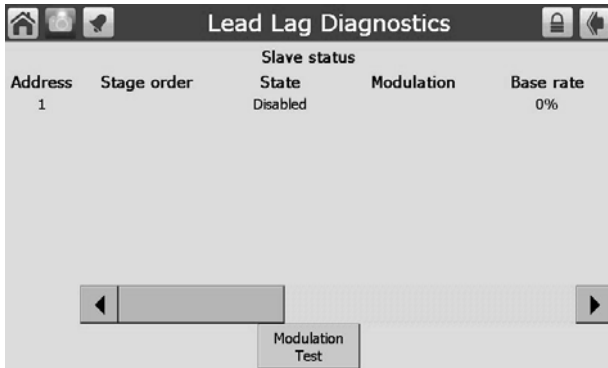 Lead Lag Diagnostics
Slave status
Address Stage order State Modulation Base rate
1 Disabled 0%
Modulation
Test